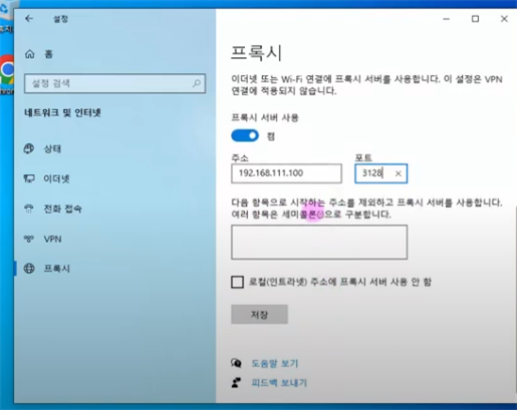 설정
프록시
홈
이더넷 또는 Wi-Fi 연결에 프록시 서버를 사용합니다. 이 설정은 VPN
연결에 적용되지 않습니다.
설정 검색
네트워크 및 인터넷
프록시 서버 사용
켬
상태
주소
포트
192.168.111.100
3128
이더넷
다음 항목으로 시작하는 주소를 제외하고 프록시 서버를 사용합니다.
여러 항목은 세미콜론(;)으로 구분합니다.
전화 접속
VPN
프록시
로컬(인트라넷) 주소에 프록시 서버 사용 안 함
저장
도움말 보기
피드백 보내기